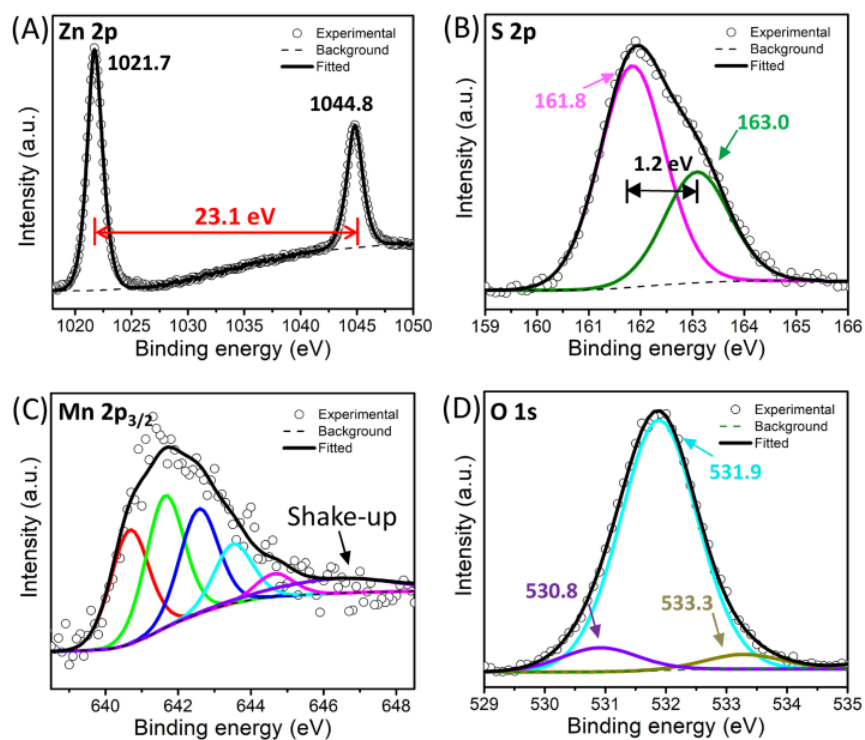 (A) Zn 2p
Experimental
Background
Fitted
1021.7
1044.8
23.1 eV
Intensity (a.u.)
1020 1025 1030 1035 1040 1045 1050
Binding energy (eV)
(B) S 2p
Experimental
Background
Fitted
161.8
163.0
1.2 eV
Intensity (a.u.)
159 160 161 162 163 164 165 166
Binding energy (eV)
(C) Mn 2p3/2
Experimental
Background
Fitted
Shake-up
Intensity (a.u.)
640 642 644 646 648
Binding energy (eV)
(D) O 1s
Experimental
Background
Fitted
531.9
530.8
533.3
Intensity (a.u.)
529 530 531 532 533 534 535
Binding energy (eV)